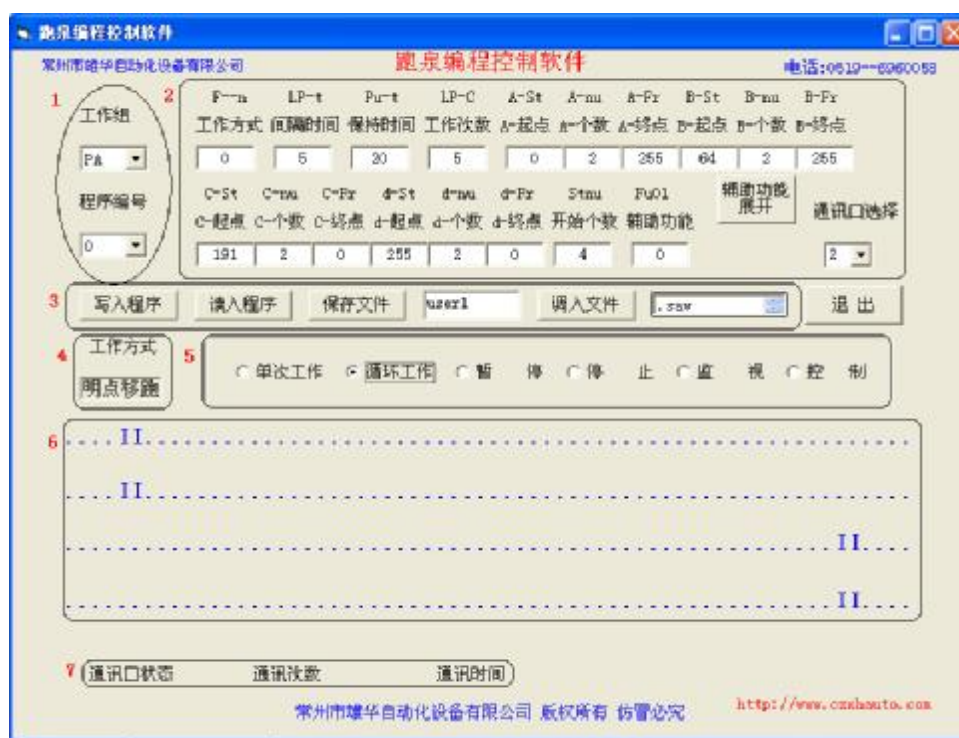 跑泉编程控制软件
常州市雄华自动化设备有限公司 跑泉编程控制软件 电话:0519--6960058
1 工作组 2 F--n LP-t Pu-t LP-C A-St A-nu A-Fr B-St B-nu B-Fr
工作方式 间隔时间 保持时间 工作次数 A-起点 A-个数 A-终点 B-起点 B-个数 B-终点
PA 0 5 20 5 0 2 255 64 2 255
程序编号 C-St C-nu C-Fr d-St d-nu d-Fr Stnu Fu01 辅助功能展开 通讯口选择
C-起点 C-个数 C-终点 d-起点 d-个数 d-终点 开始个数 辅助功能
0 191 2 0 255 2 0 4 0 2
3 写入程序 读入程序 保存文件 user1 调入文件 .saw 退 出
4 工作方式 5 单次工作 循环工作 暂 停 停 止 监 视 控 制
明点移跑
6 ....II....................................................
....II....................................................
....................................................II....
....................................................II....
7 通讯口状态 通讯次数 通讯时间
常州市雄华自动化设备有限公司 版权所有 仿冒必究 http://www.czxhauto.com